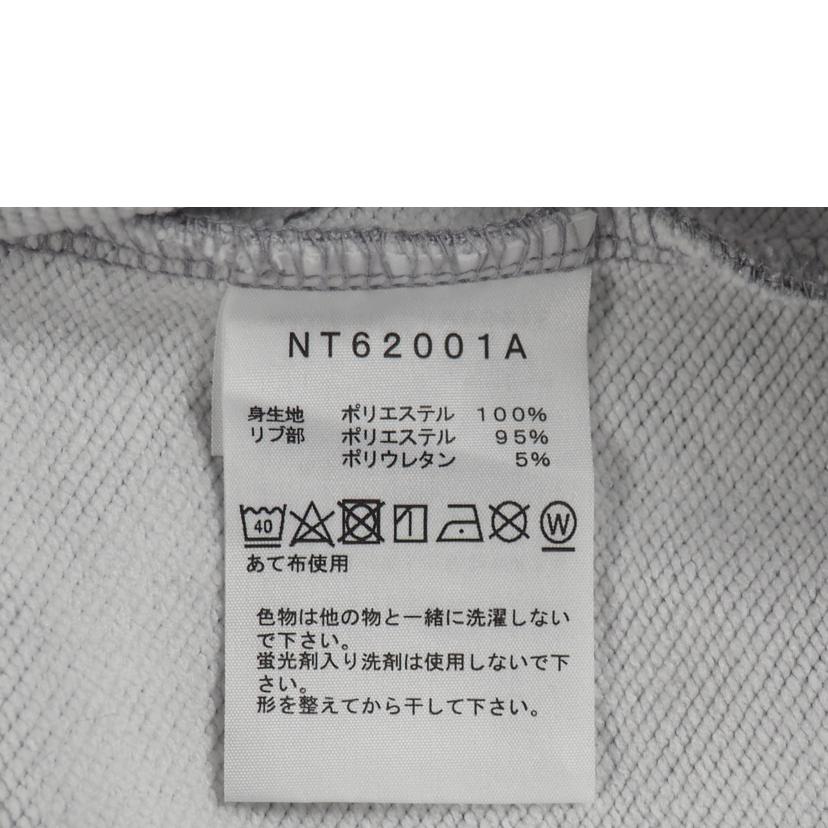 NT62001A
身生地 ポリエステル 100%
リブ部 ポリエステル 95%
ポリウレタン 5%
40 W
あて布使用
色物は他の物と一緒に洗濯しない
で下さい。
蛍光剤入り洗剤は使用しないで下
さい。
形を整えてから干して下さい。